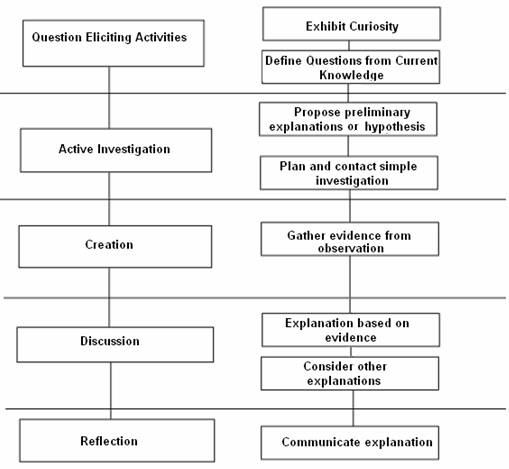 Question Eliciting Activities
Exhibit Curiosity
Define Questions from Current
Knowledge
Propose preliminary
explanations or hypothesis
Active Investigation
Plan and contact simple
investigation
Creation
Gather evidence from
observation
Discussion
Explanation based on
evidence
Consider other
explanations
Reflection
Communicate explanation